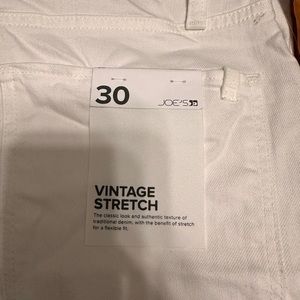 30
JOE'S
VINTAGE
STRETCH
The classic look and authentic texture of
traditional denim, with the benefit of stretch
for a flexible fit.